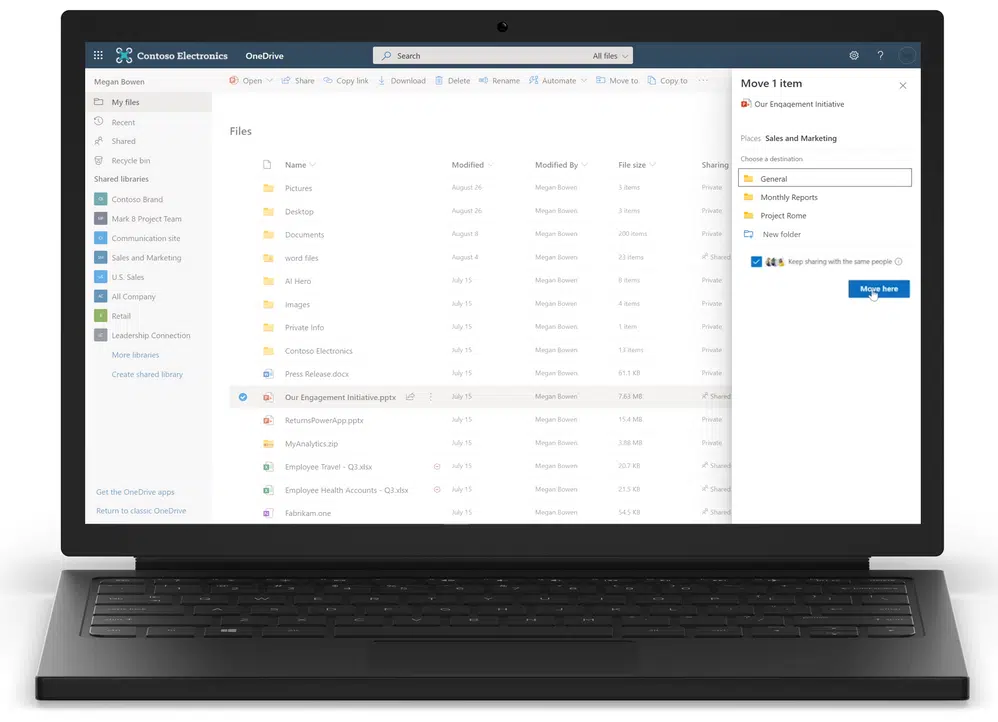 Contoso Electronics OneDrive Search All files ?
Megan Bowen Open Share Copy link Download Delete Rename Automate Move to Copy to ...
My files
Recent
Shared
Recycle bin
Shared libraries
Contoso Brand
Mark 8 Project Team
Communication site
Sales and Marketing
U.S. Sales
All Company
Retail
Leadership Connection
More libraries
Create shared library
Get the OneDrive apps
Return to classic OneDrive
Files
Name Modified Modified By File size Sharing
Pictures August 26 Megan Bowen 3 items Private
Desktop August 26 Megan Bowen 3 items Private
Documents August 8 Megan Bowen 200 items Private
word files August 4 Megan Bowen 23 items Shared
AI Hero July 15 Megan Bowen 8 items Private
Images July 15 Megan Bowen 4 items Private
Private Info July 15 Megan Bowen 1 item Private
Contoso Electronics July 15 Megan Bowen 13 items Private
Press Release.docx July 15 Megan Bowen 61.1 KB Private
Our Engagement Initiative.pptx July 15 Megan Bowen 7.63 MB Shared
ReturnsPowerApp.pptx July 15 Megan Bowen 15.4 MB Private
MyAnalytics.zip July 15 Megan Bowen 3.88 MB Private
Employee Travel - Q3.xlsx July 15 Megan Bowen 20.7 KB Shared
Employee Health Accounts - Q3.xlsx July 15 Megan Bowen 21.5 KB Shared
Fabrikam.one July 15 Megan Bowen 54.5 KB Shared
Move 1 item
Our Engagement Initiative
Places Sales and Marketing
Choose a destination
General
Monthly Reports
Project Rome
New folder
Keep sharing with the same people
Move here